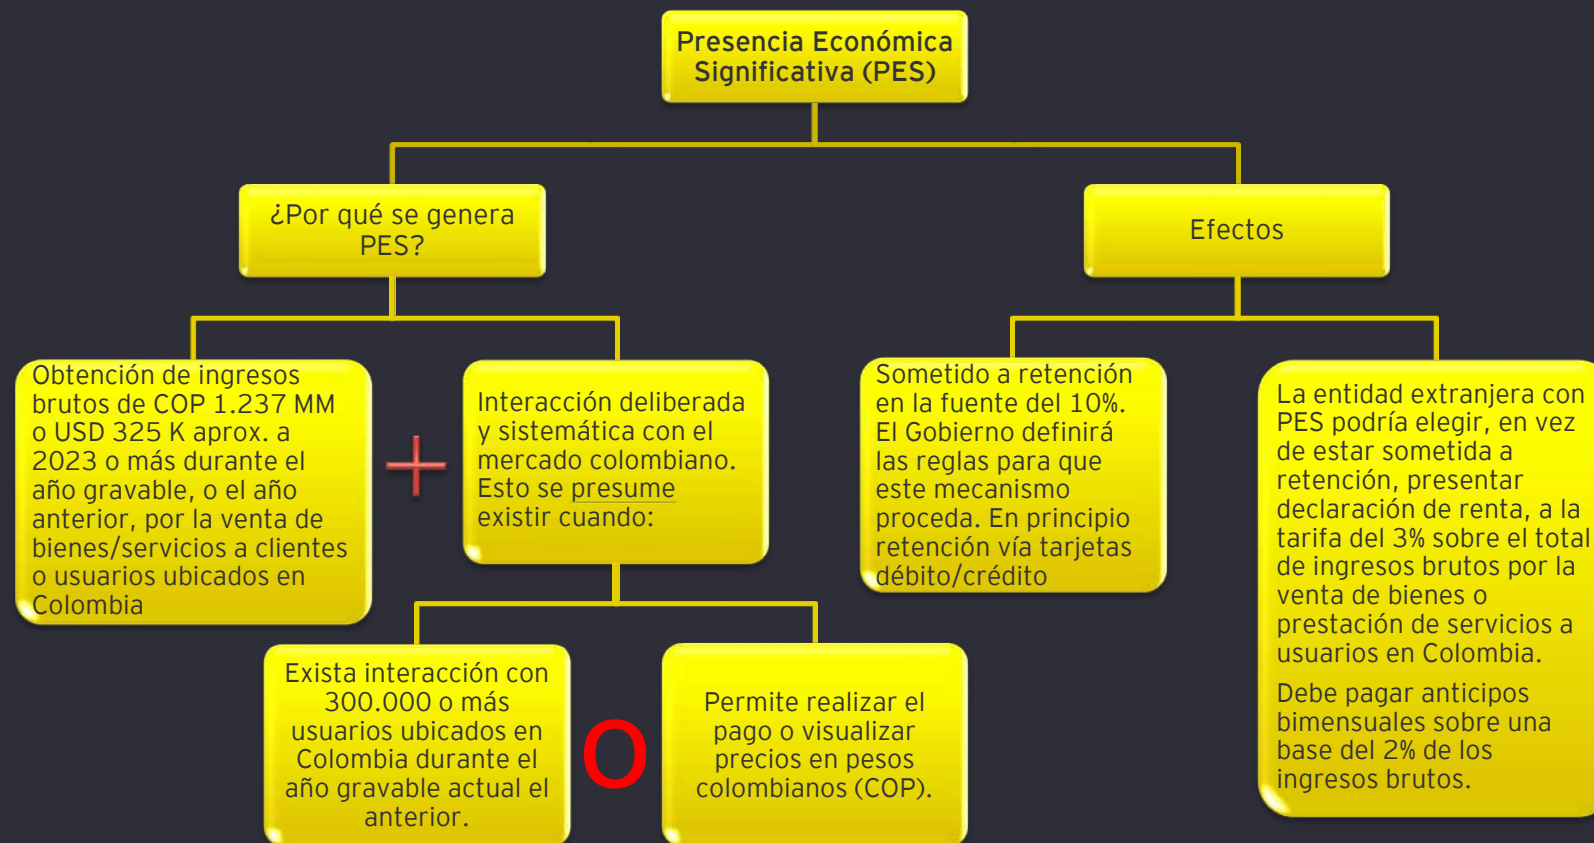 Presencia Económica
Significativa (PES)
¿Por qué se genera
PES?
Efectos
Obtención de ingresos
brutos de COP 1.237 MM
o USD 325 K aprox. a
2023 o más durante el
año gravable, o el año
anterior, por la venta de
bienes/servicios a clientes
o usuarios ubicados en
Colombia
+
Interacción deliberada
y sistemática con el
mercado colombiano.
Esto se presume
existir cuando:
Sometido a retención
en la fuente del 10%.
El Gobierno definirá
las reglas para que
este mecanismo
proceda. En principio
retención vía tarjetas
débito/crédito
La entidad extranjera con
PES podría elegir, en vez
de estar sometida a
retención, presentar
declaración de renta, a la
tarifa del 3% sobre el total
de ingresos brutos por la
venta de bienes o
prestación de servicios a
usuarios en Colombia.
Debe pagar anticipos
bimensuales sobre una
base del 2% de los
ingresos brutos.
Exista interacción con
300.000 o más
usuarios ubicados en
Colombia durante el
año gravable actual el
anterior.
O
Permite realizar el
pago o visualizar
precios en pesos
colombianos (COP).